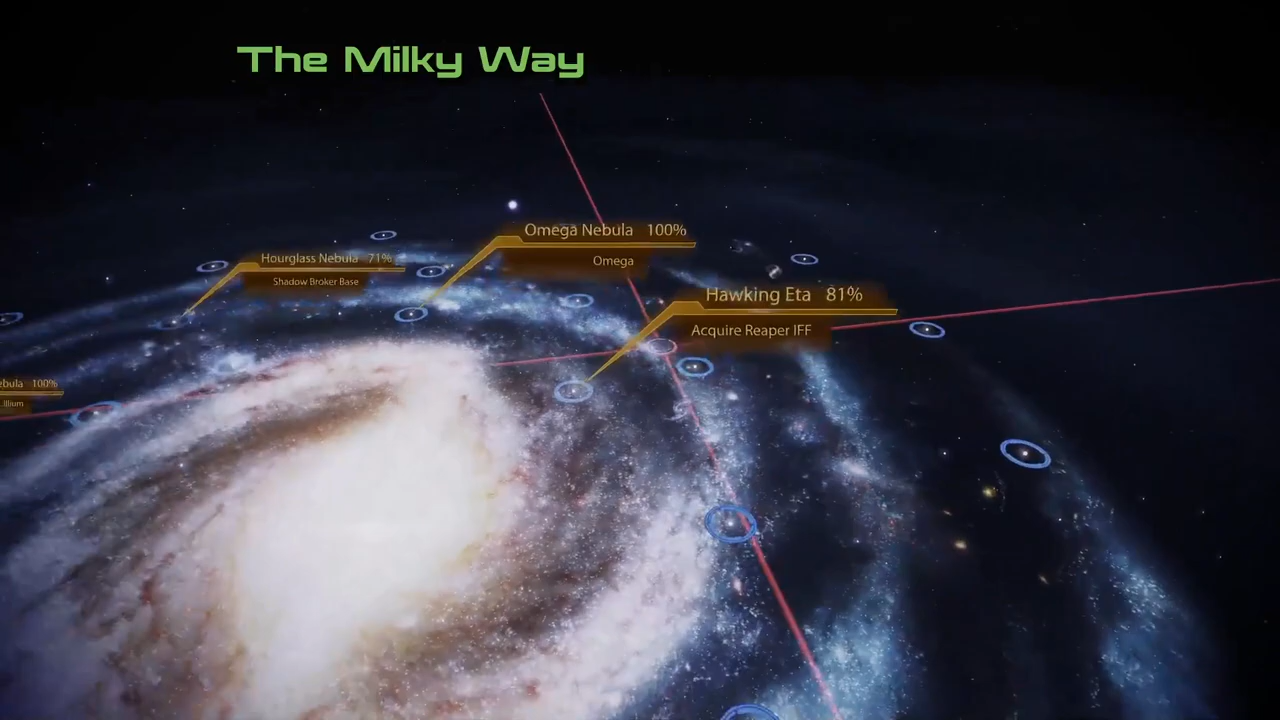 The Milky Way
Omega Nebula 100%
Omega
Hourglass Nebula 71%
Shadow Broker Base
Hawking Eta 81%
Acquire Reaper IFF
ebula 100%
Illium